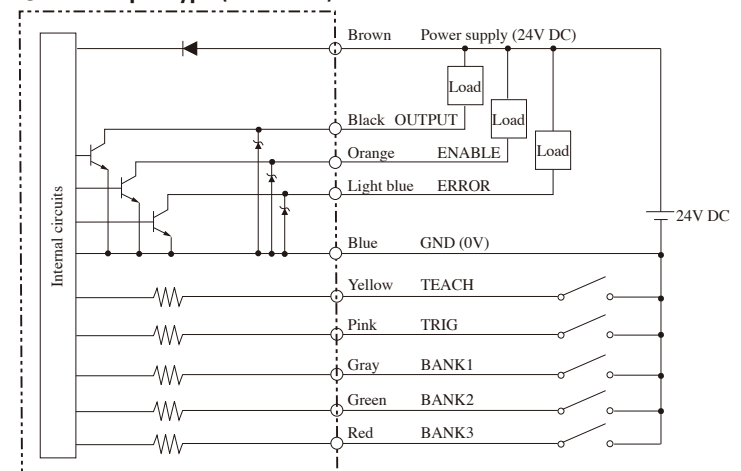 Brown Power supply (24V DC)
Load
Black OUTPUT
Load
Orange ENABLE
Load
Light blue ERROR
Internal circuits
24V DC
Blue GND (0V)
Yellow TEACH
Pink TRIG
Gray BANK1
Green BANK2
Red BANK3